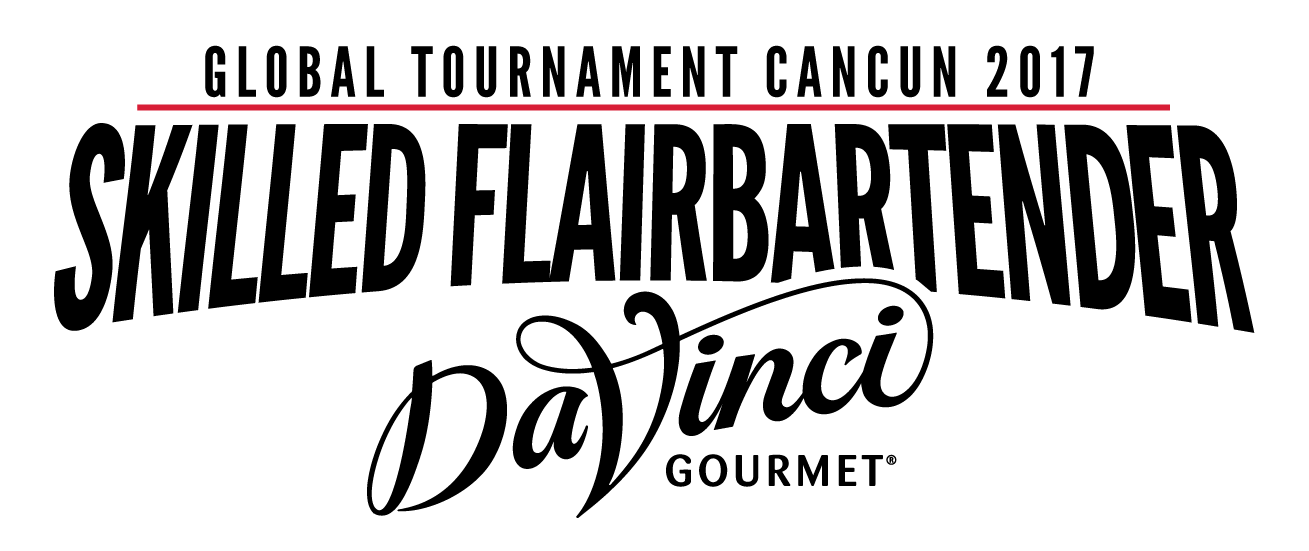 GLOBAL TOURNAMENT CANCUN 2017
SKILLED FLAIRBARTENDER
DaVinci
GOURMET®